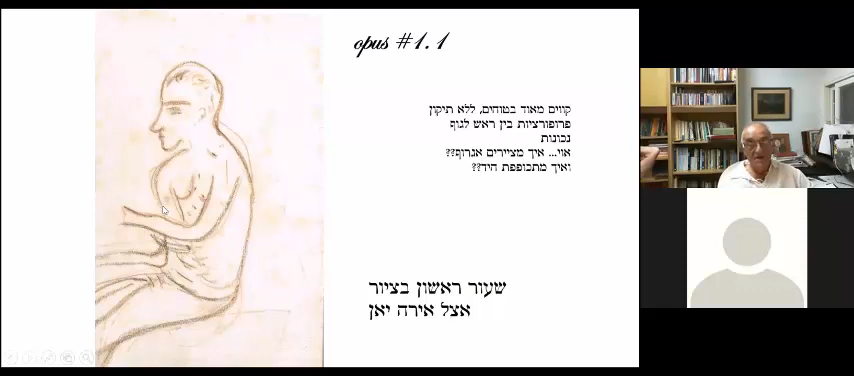 opus #1.1
קווים מאוד בטוחים, ללא תיקון
פרופורציות בין ראש לגוף
נכונות
אוי... איך מציירים אגרוף??
ואיך מתכופפת היד??
שעור ראשון בציור
אצל אירה יאן